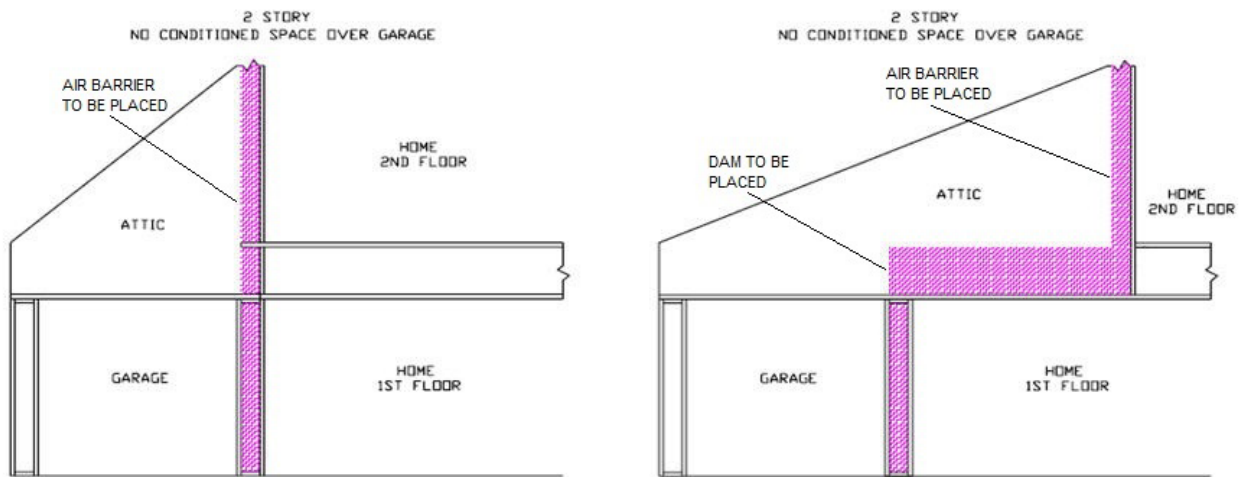 2 STORY
NO CONDITIONED SPACE OVER GARAGE
AIR BARRIER
TO BE PLACED
HOME
2ND FLOOR
ATTIC
GARAGE
HOME
1ST FLOOR
2 STORY
NO CONDITIONED SPACE OVER GARAGE
AIR BARRIER
TO BE PLACED
DAM TO BE
PLACED
ATTIC
HOME
2ND FLOOR
GARAGE
HOME
1ST FLOOR